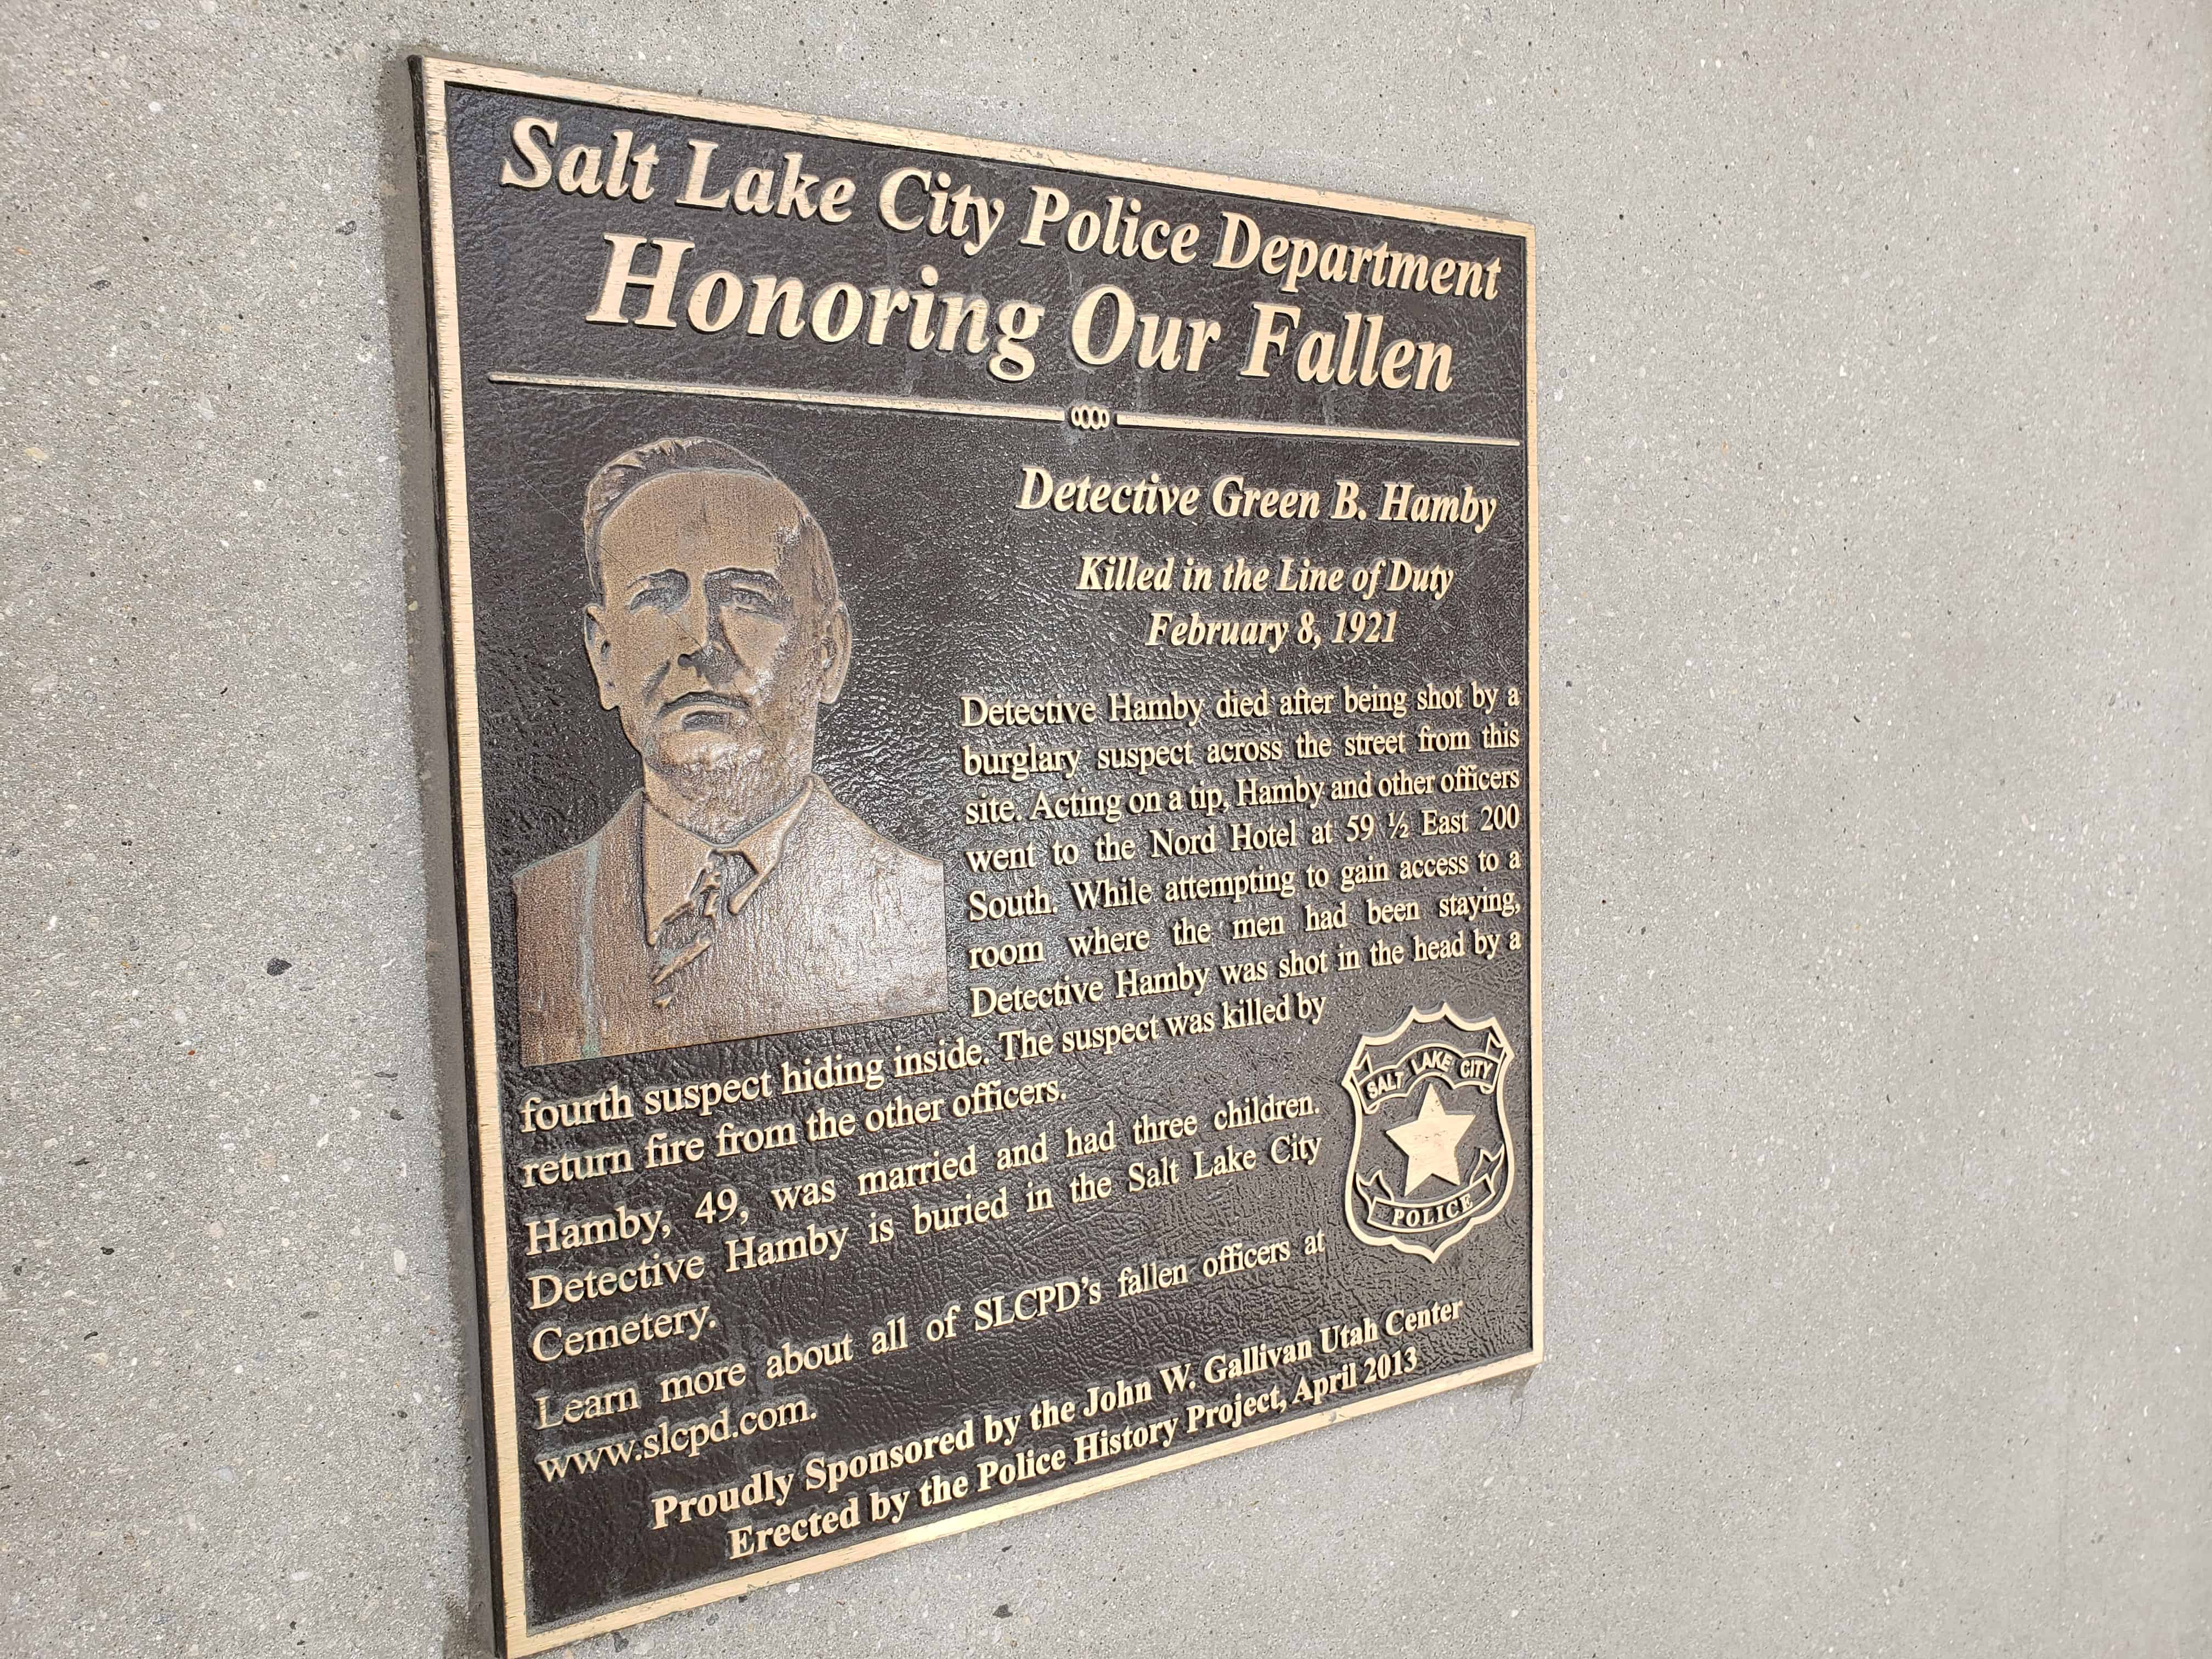 Salt Lake City Police Department
Honoring Our Fallen
Detective Green B. Hamby
Killed in the Line of Duty
February 8, 1921
Detective Hamby died after being shot by a
burglary suspect across the street from this
site. Acting on a tip, Hamby and other officers
went to the Nord Hotel at 59 ½ East 200
South. While attempting to gain access to a
room where the men had been staying,
Detective Hamby was shot in the head by a
fourth suspect hiding inside. The suspect was killed by
return fire from the other officers.
Hamby, 49, was married and had three children.
Detective Hamby is buried in the Salt Lake City
Cemetery.
Learn more about all of SLCPD's fallen officers at
www.slcpd.com.
SALT LAKE CITY
POLICE
Proudly Sponsored by the John W. Gallivan Utah Center
Erected by the Police History Project, April 2013